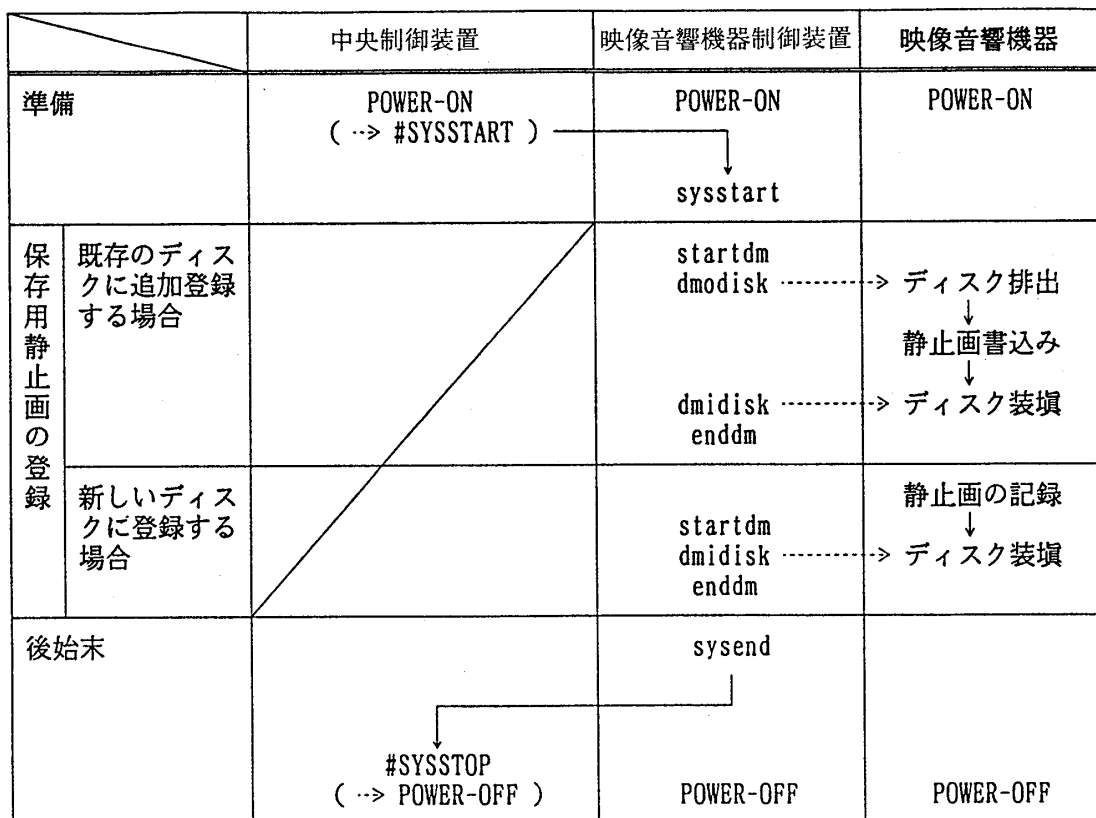 中央制御装置 映像音響機器制御装置 映像音響機器
準備 POWER-ON POWER-ON POWER-ON
( --> #SYSSTART )
sysstart
保存用静止画の登録
既存のディス
クに追加登録
する場合
startdm
dmodisk ディスク排出
静止画書込み
dmidisk ディスク装塡
enddm
新しいディス
クに登録する
場合
静止画の記録
startdm
dmidisk ディスク装塡
enddm
後始末 sysend
#SYSSTOP
( --> POWER-OFF ) POWER-OFF POWER-OFF